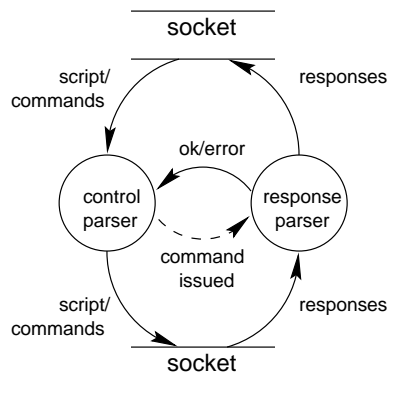 socket
script/
commands
responses
ok/error
control
parser
response
parser
command
issued
script/
commands
responses
socket